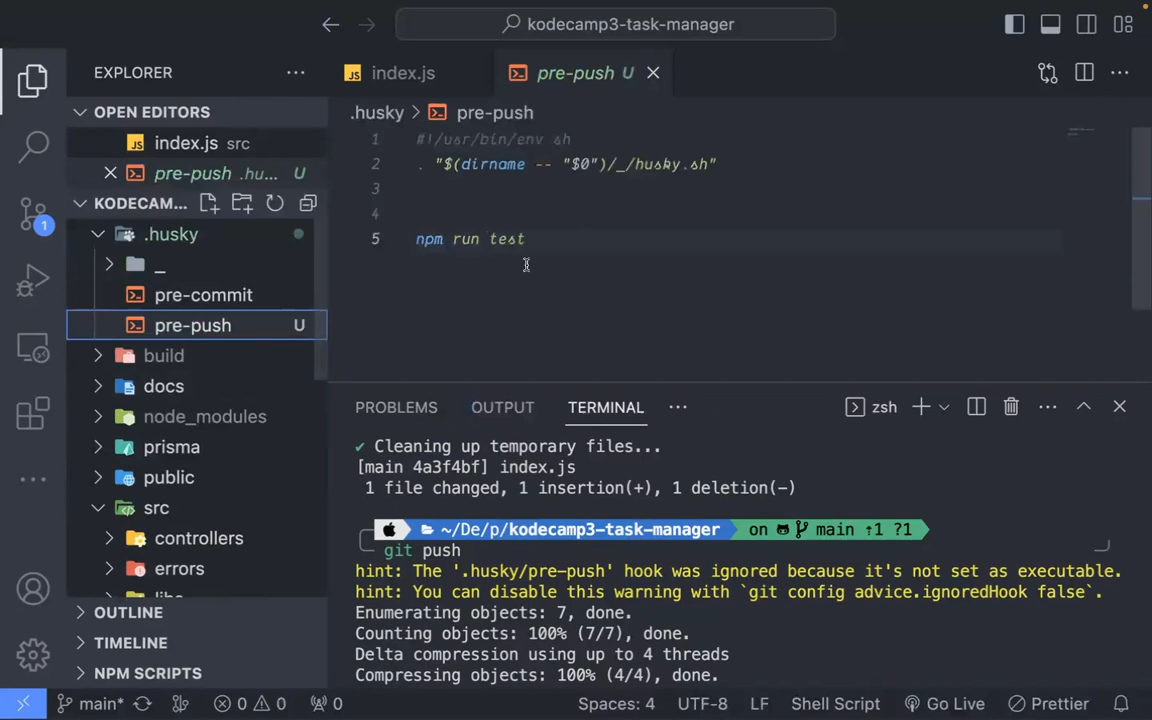 kodecamp3-task-manager
EXPLORER
index.js
pre-push U
OPEN EDITORS
index.js src
pre-push .hu... U
KODECAM...
.husky
_
pre-commit
pre-push U
build
docs
node_modules
prisma
public
src
controllers
errors
OUTLINE
TIMELINE
NPM SCRIPTS
.husky > pre-push
1 #!/usr/bin/env sh
2 . "$(dirname -- "$0")/_/husky.sh"
3
4
5 npm run test
PROBLEMS OUTPUT TERMINAL zsh
✔ Cleaning up temporary files...
[main 4a3f4bf] index.js
1 file changed, 1 insertion(+), 1 deletion(-)
~/De/p/kodecamp3-task-manager on main ⇡1 ?1
git push
hint: The '.husky/pre-push' hook was ignored because it's not set as executable.
hint: You can disable this warning with `git config advice.ignoredHook false`.
Enumerating objects: 7, done.
Counting objects: 100% (7/7), done.
Delta compression using up to 4 threads
Compressing objects: 100% (4/4), done.
1
main* 0 0 0 Spaces: 4 UTF-8 LF Shell Script Go Live Prettier